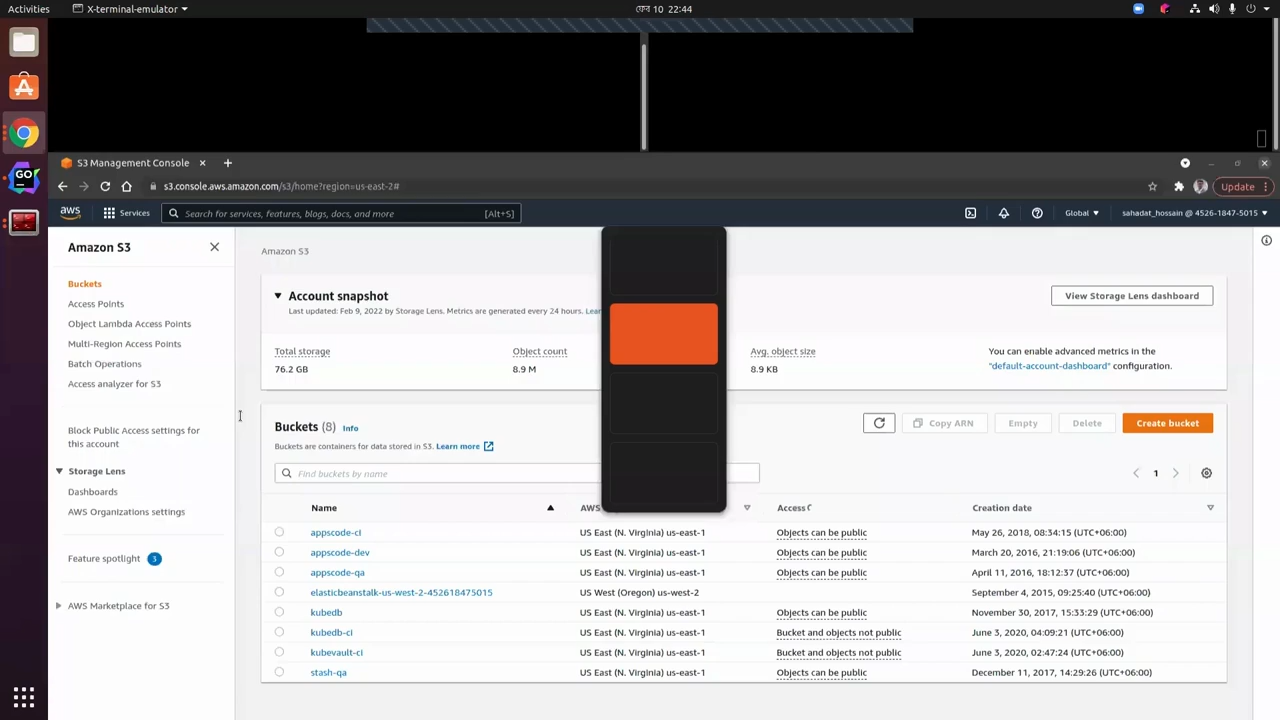 Activities
X-terminal-emulator
ফেব 10 22:44
S3 Management Console
s3.console.aws.amazon.com/s3/home?region=us-east-2#
Update
aws
Services
Search for services, features, blogs, docs, and more
[Alt+S]
Global
sahadat_hossain @ 4526-1847-5015
GO
Amazon S3
Buckets
Access Points
Object Lambda Access Points
Multi-Region Access Points
Batch Operations
Access analyzer for S3
Block Public Access settings for
this account
Storage Lens
Dashboards
AWS Organizations settings
Feature spotlight
3
AWS Marketplace for S3
Amazon S3
Account snapshot
Last updated: Feb 9, 2022 by Storage Lens. Metrics are generated every 24 hours.
View Storage Lens dashboard
Total storage
76.2 GB
Object count
8.9 M
Avg. object size
8.9 KB
You can enable advanced metrics in the
"default-account-dashboard" configuration.
Buckets (8) Info
Buckets are containers for data stored in S3. Learn more
Copy ARN
Empty
Delete
Create bucket
Find buckets by name
1
Name AWS Access Creation date
appscode-ci US East (N. Virginia) us-east-1 Objects can be public May 26, 2018, 08:34:15 (UTC+06:00)
appscode-dev US East (N. Virginia) us-east-1 Objects can be public March 20, 2016, 21:19:06 (UTC+06:00)
appscode-qa US East (N. Virginia) us-east-1 Objects can be public April 11, 2016, 18:12:37 (UTC+06:00)
elasticbeanstalk-us-west-2-452618475015 US West (Oregon) us-west-2 September 4, 2015, 09:25:40 (UTC+06:00)
kubedb US East (N. Virginia) us-east-1 Objects can be public November 30, 2017, 15:33:29 (UTC+06:00)
kubedb-ci US East (N. Virginia) us-east-1 Bucket and objects not public June 3, 2020, 04:09:21 (UTC+06:00)
kubevault-ci US East (N. Virginia) us-east-1 Bucket and objects not public June 3, 2020, 02:47:24 (UTC+06:00)
stash-qa US East (N. Virginia) us-east-1 Objects can be public December 11, 2017, 14:29:26 (UTC+06:00)